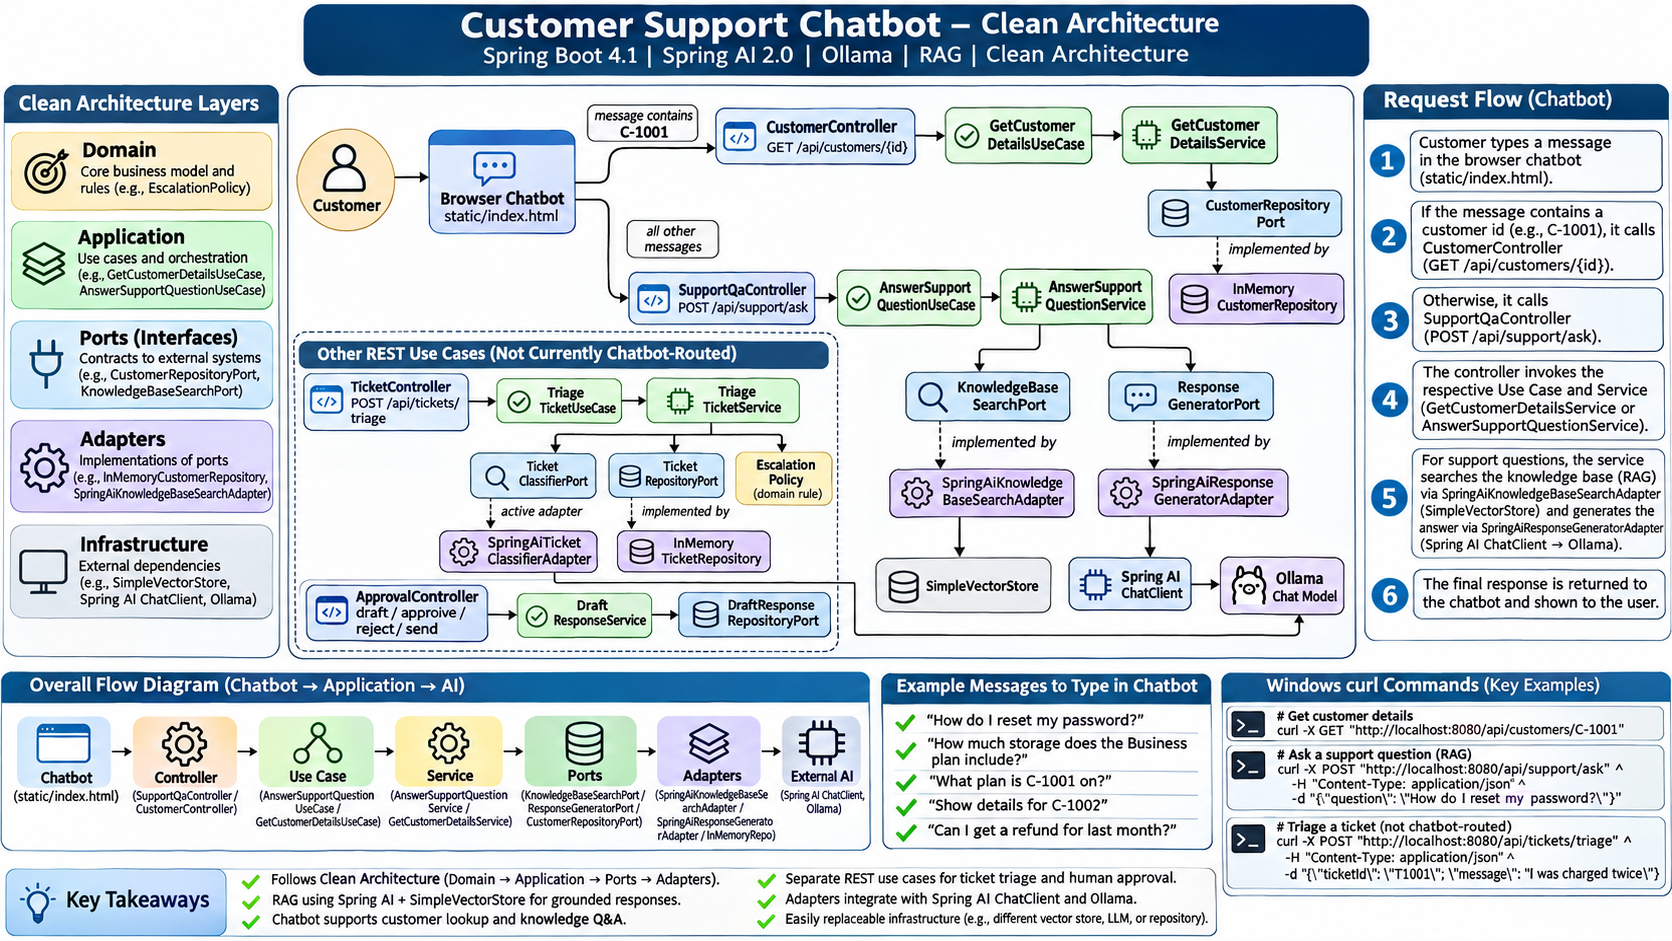 Customer Support Chatbot – Clean Architecture
Spring Boot 4.1 | Spring AI 2.0 | Ollama | RAG | Clean Architecture
Clean Architecture Layers
Domain
Core business model and
rules (e.g., EscalationPolicy)
Application
Use cases and orchestration
(e.g., GetCustomerDetailsUseCase,
AnswerSupportQuestionUseCase)
Ports (Interfaces)
Contracts to external systems
(e.g., CustomerRepositoryPort,
KnowledgeBaseSearchPort)
Adapters
Implementations of ports
(e.g., InMemoryCustomerRepository,
SpringAiKnowledgeBaseSearchAdapter)
Infrastructure
External dependencies
(e.g., SimpleVectorStore,
Spring AI ChatClient, Ollama)
Customer
Browser Chatbot
static/index.html
message contains
C-1001
CustomerController
GET /api/customers/{id}
GetCustomer
DetailsUseCase
GetCustomer
DetailsService
CustomerRepository
Port
implemented by
InMemory
CustomerRepository
all other
messages
SupportQaController
POST /api/support/ask
AnswerSupport
QuestionUseCase
AnswerSupport
QuestionService
KnowledgeBase
SearchPort
Response
GeneratorPort
implemented by
implemented by
SpringAiKnowledge
BaseSearchAdapter
SpringAiResponse
GeneratorAdapter
SimpleVectorStore
Spring AI
ChatClient
Ollama
Chat Model
Other REST Use Cases (Not Currently Chatbot-Routed)
TicketController
POST /api/tickets/
triage
Triage
TicketUseCase
Triage
TicketService
Ticket
ClassifierPort
Ticket
RepositoryPort
Escalation
Policy
(domain rule)
active adapter
implemented by
SpringAiTicket
ClassifierAdapter
InMemory
TicketRepository
ApprovalController
draft / approive /
reject / send
Draft
ResponseService
DraftResponse
RepositoryPort
Request Flow (Chatbot)
1
Customer types a message
in the browser chatbot
(static/index.html).
2
If the message contains a
customer id (e.g., C-1001), it calls
CustomerController
(GET /api/customers/{id}).
3
Otherwise, it calls
SupportQaController
(POST /api/support/ask).
4
The controller invokes the
respective Use Case and Service
(GetCustomerDetailsService or
AnswerSupportQuestionService).
5
For support questions, the service
searches the knowledge base (RAG)
via SpringAiKnowledgeBaseSearchAdapter
(SimpleVectorStore) and generates the
answer via SpringAiResponseGeneratorAdapter
(Spring AI ChatClient → Ollama).
6
The final response is returned to
the chatbot and shown to the user.
Overall Flow Diagram (Chatbot → Application → AI)
Chatbot
(static/index.html)
Controller
(SupportQaController /
CustomerController)
Use Case
(AnswerSupportQuestion
UseCase /
GetCustomerDetailsUseCase)
Service
(AnswerSupportQuestion
Service /
GetCustomerDetailsService)
Ports
(KnowledgeBaseSearchPort /
ResponseGeneratorPort /
CustomerRepositoryPort)
Adapters
(SpringAiKnowledgeBaseSe
archAdapter /
SpringAiResponseGenerato
rAdapter / InMemoryRepo)
External AI
(Spring AI ChatClient,
Ollama)
Example Messages to Type in Chatbot
“How do I reset my password?”
“How much storage does the Business
plan include?”
“What plan is C-1001 on?”
“Show details for C-1002”
“Can I get a refund for last month?”
Windows curl Commands (Key Examples)
# Get customer details
curl -X GET "http://localhost:8080/api/customers/C-1001"
# Ask a support question (RAG)
curl -X POST "http://localhost:8080/api/support/ask" ^
-H "Content-Type: application/json" ^
-d "{\"question\": \"How do I reset my password?\"}"
# Triage a ticket (not chatbot-routed)
curl -X POST "http://localhost:8080/api/tickets/triage" ^
-H "Content-Type: application/json" ^
-d "{\"ticketId\": \"T1001\"; \"message\": "I was charged twice\"}
Key Takeaways
Follows Clean Architecture (Domain → Application → Ports → Adapters).
RAG using Spring AI + SimpleVectorStore for grounded responses.
Chatbot supports customer lookup and knowledge Q&A.
Separate REST use cases for ticket triage and human approval.
Adapters integrate with Spring AI ChatClient and Ollama.
Easily replaceable infrastructure (e.g., different vector store, LLM, or repository).